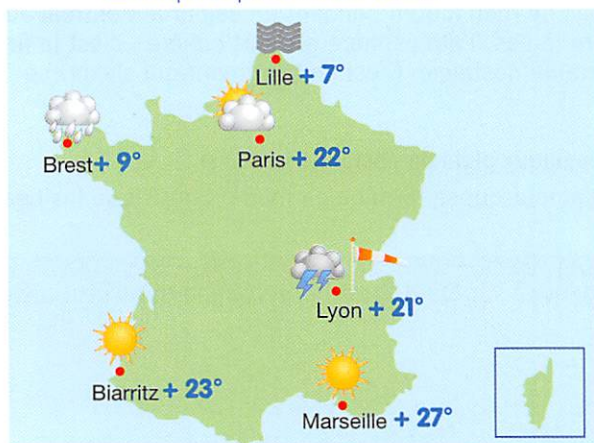 Lille + 7°
Brest + 9°
Paris + 22°
Lyon + 21°
Biarritz + 23°
Marseille + 27°